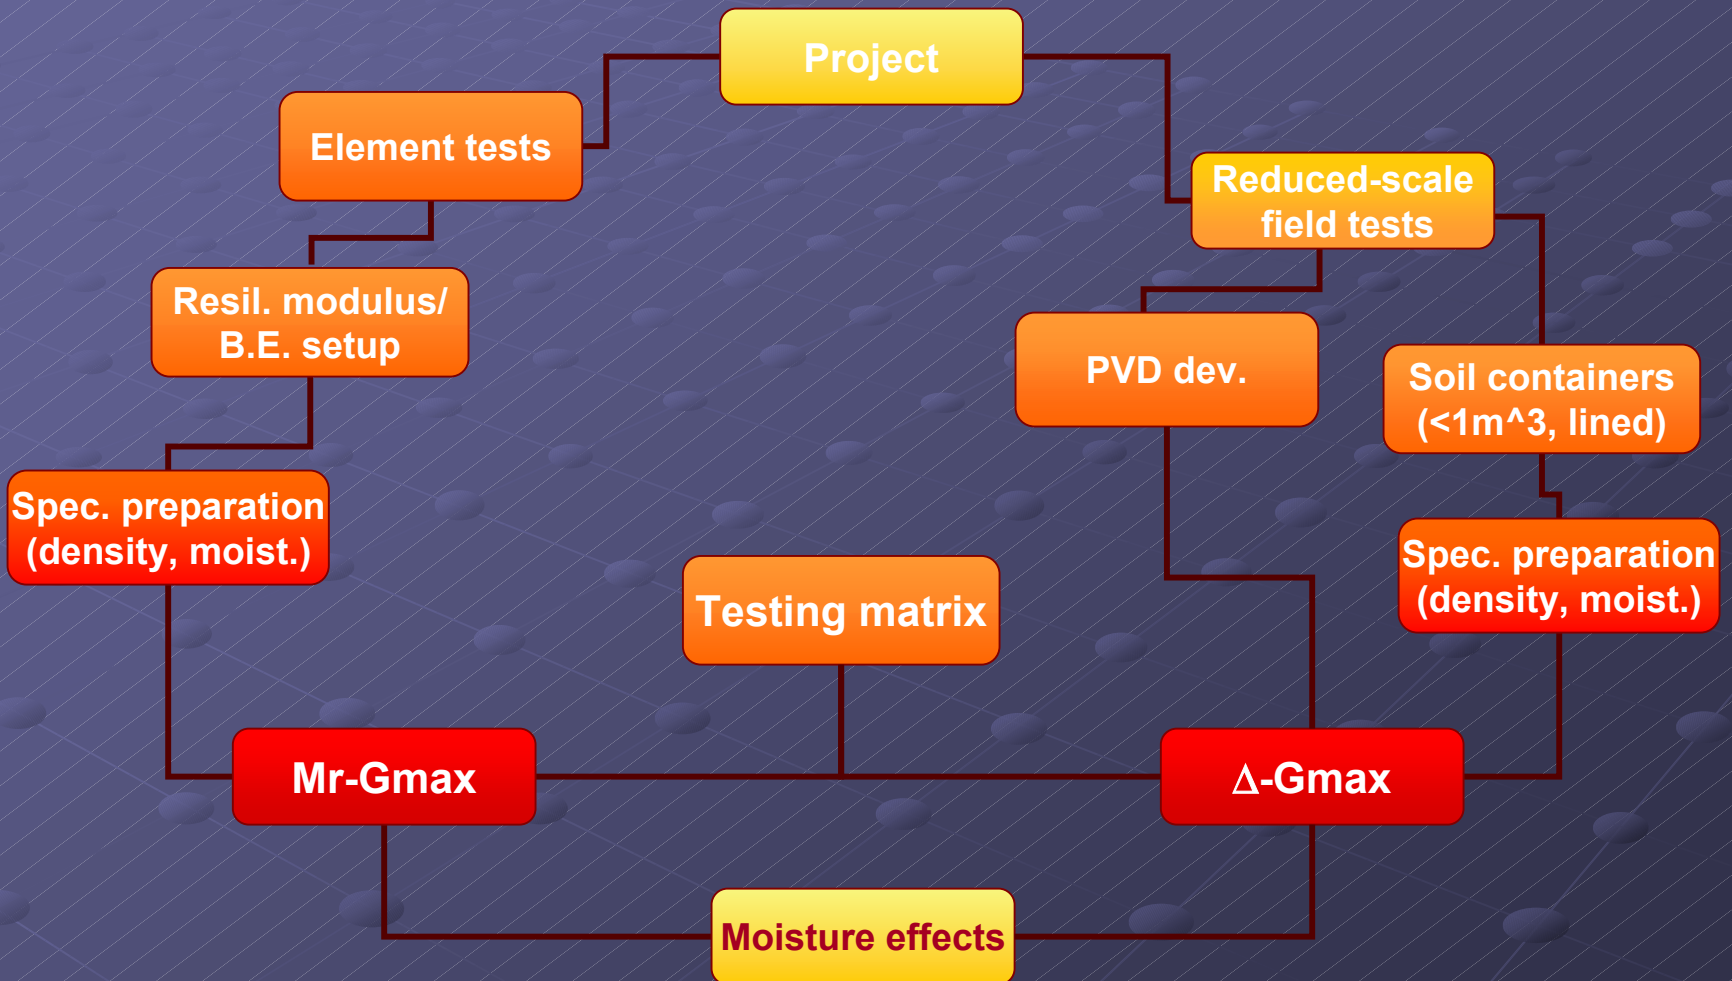 Project
Element tests
Reduced-scale
field tests
Resil. modulus/
B.E. setup
PVD dev.
Soil containers
(<1m^3, lined)
Spec. preparation
(density, moist.)
Spec. preparation
(density, moist.)
Testing matrix
Mr-Gmax
Δ-Gmax
Moisture effects